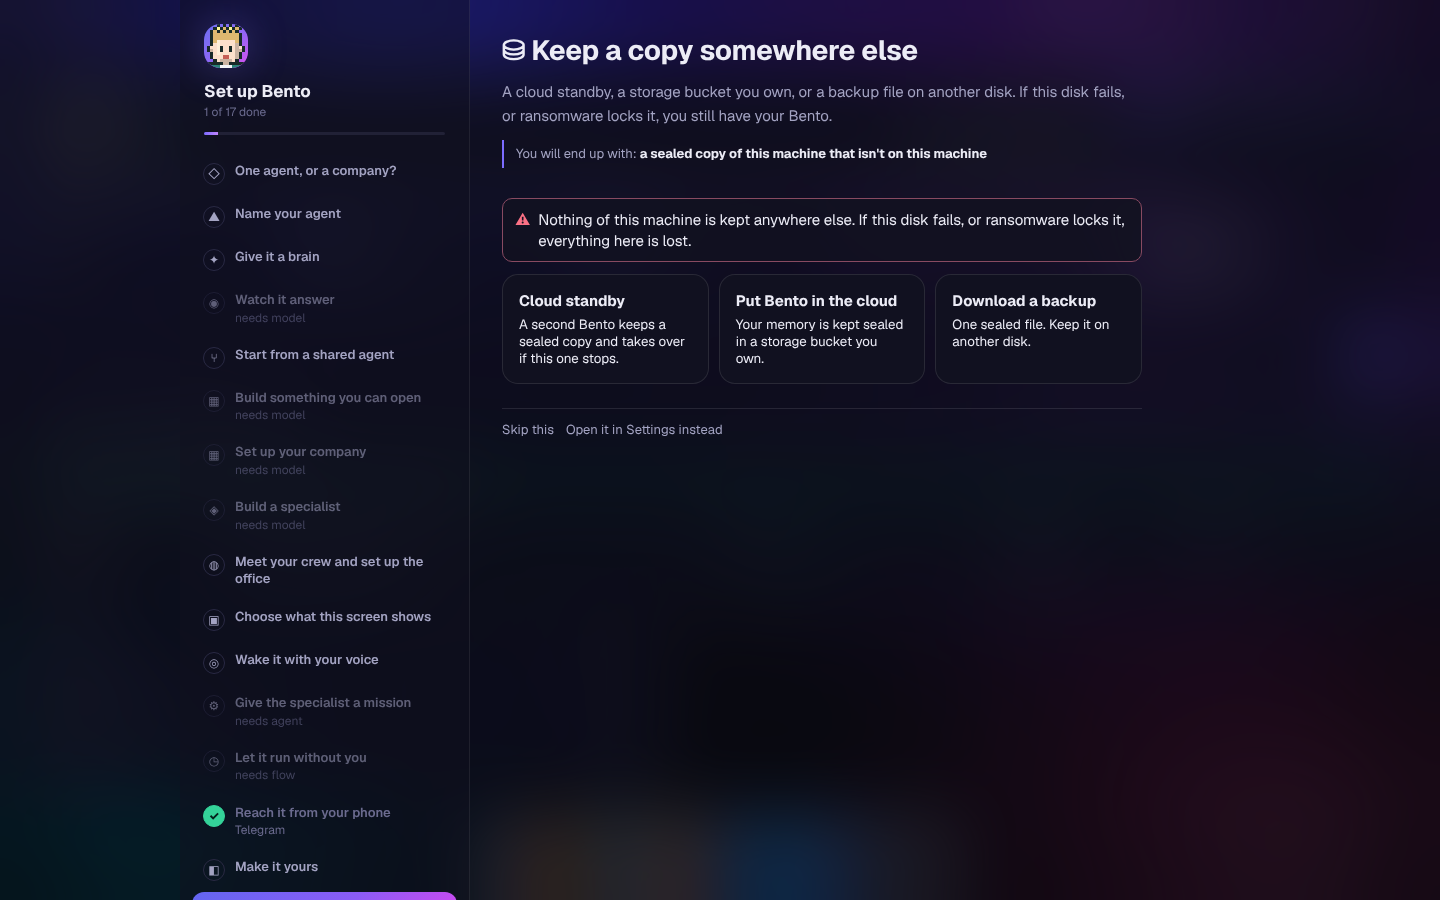 Set up Bento
1 of 17 done
One agent, or a company?
Name your agent
Give it a brain
Watch it answer
needs model
Start from a shared agent
Build something you can open
needs model
Set up your company
needs model
Build a specialist
needs model
Meet your crew and set up the
office
Choose what this screen shows
Wake it with your voice
Give the specialist a mission
needs agent
Let it run without you
needs flow
Reach it from your phone
Telegram
Make it yours
Keep a copy somewhere else
A cloud standby, a storage bucket you own, or a backup file on another disk. If this disk fails,
or ransomware locks it, you still have your Bento.
You will end up with: a sealed copy of this machine that isn't on this machine
Nothing of this machine is kept anywhere else. If this disk fails, or ransomware locks it,
everything here is lost.
Cloud standby
A second Bento keeps a
sealed copy and takes over
if this one stops.
Put Bento in the cloud
Your memory is kept sealed
in a storage bucket you
own.
Download a backup
One sealed file. Keep it on
another disk.
Skip this
Open it in Settings instead